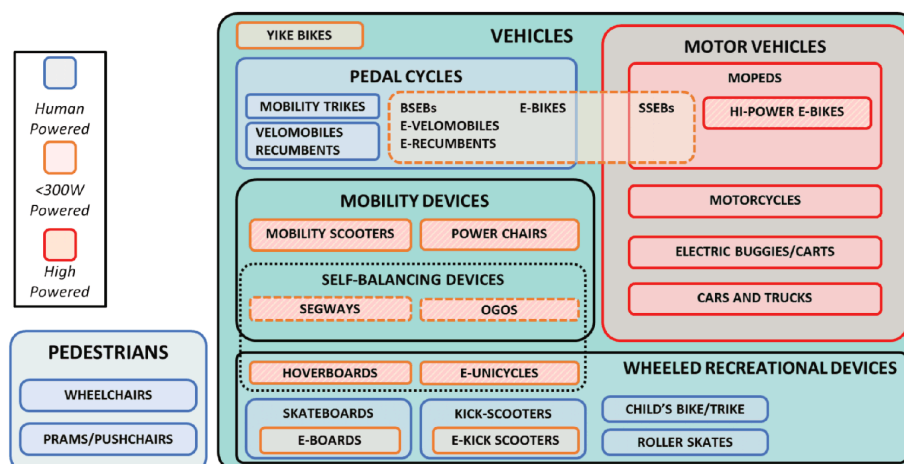 Human
Powered
<300W
Powered
High
Powered
PEDESTRIANS
WHEELCHAIRS
PRAMS/PUSHCHAIRS
VEHICLES
YIKE BIKES
PEDAL CYCLES
MOBILITY TRIKES
VELOMOBILES
RECUMBENTS
BSEBs
E-BIKES
E-VELOMOBILES
E-RECUMBENTS
SSEBs
MOTOR VEHICLES
MOPEDS
HI-POWER E-BIKES
MOTORCYCLES
ELECTRIC BUGGIES/CARTS
CARS AND TRUCKS
MOBILITY DEVICES
MOBILITY SCOOTERS
POWER CHAIRS
SELF-BALANCING DEVICES
SEGWAYS
OGOS
WHEELED RECREATIONAL DEVICES
HOVERBOARDS
E-UNICYCLES
SKATEBOARDS
E-BOARDS
KICK-SCOOTERS
E-KICK SCOOTERS
CHILD'S BIKE/TRIKE
ROLLER SKATES